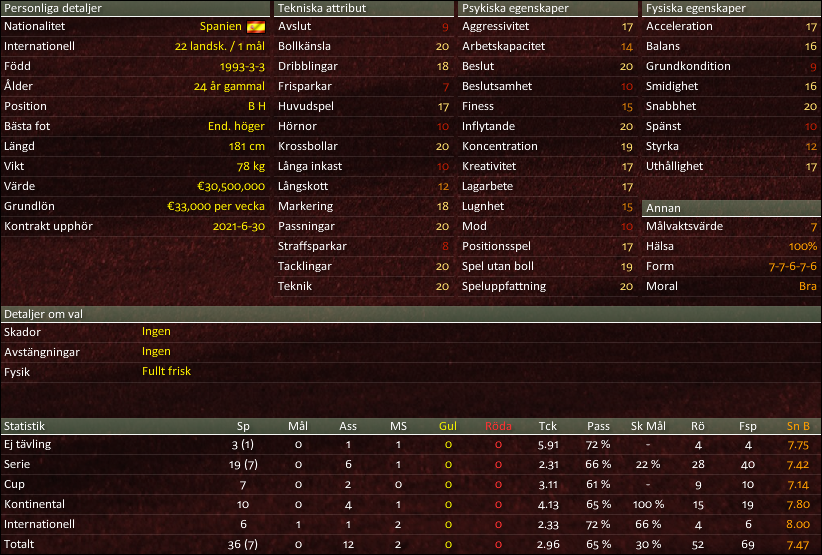 Personliga detaljer
Nationalitet Spanien
Internationell 22 landsk. / 1 mål
Född 1993-3-3
Ålder 24 år gammal
Position B H
Bästa fot End. höger
Längd 181 cm
Vikt 78 kg
Värde €30,500,000
Grundlön €33,000 per vecka
Kontrakt upphör 2021-6-30
Tekniska attribut
Avslut 9
Bollkänsla 20
Dribblingar 18
Frisparkar 7
Huvudspel 17
Hörnor 10
Krossbollar 20
Långa inkast 10
Långskott 12
Markering 18
Passningar 20
Straffsparkar 8
Tacklingar 20
Teknik 20
Psykiska egenskaper
Aggressivitet 17
Arbetskapacitet 14
Beslut 20
Beslutsamhet 10
Finess 15
Inflytande 20
Koncentration 19
Kreativitet 17
Lagarbete 17
Lugnhet 15
Mod 10
Positionsspel 17
Spel utan boll 19
Speluppfattning 20
Fysiska egenskaper
Acceleration 17
Balans 16
Grundkondition 9
Smidighet 16
Snabbhet 20
Spänst 10
Styrka 12
Uthållighet 17
Annan
Målvaktsvärde 7
Hälsa 100%
Form 7-7-6-7-6
Moral Bra
Detaljer om val
Skador Ingen
Avstängningar Ingen
Fysik Fullt frisk
Statistik Sp Mål Ass MS Gul Röda Tck Pass Sk Mål Rö Fsp Sn B
Ej tävling 3 (1) 0 1 1 0 0 5.91 72 % - 4 4 7.75
Serie 19 (7) 0 6 1 0 0 2.31 66 % 22 % 28 40 7.42
Cup 7 0 2 0 0 0 3.11 61 % - 9 10 7.14
Kontinental 10 0 4 1 0 0 4.13 65 % 100 % 15 19 7.80
Internationell 6 1 1 2 0 0 2.33 72 % 66 % 4 6 8.00
Totalt 36 (7) 0 12 2 0 0 2.96 65 % 30 % 52 69 7.47